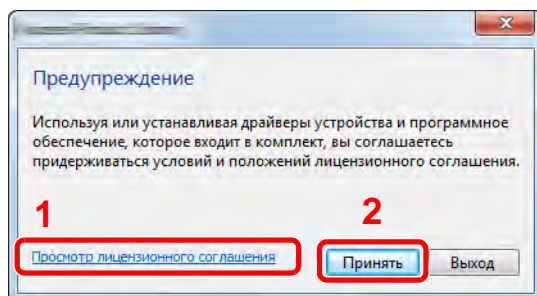 Предупреждение
Используя или устанавливая драйверы устройства и программное
обеспечение, которое входит в комплект, вы соглашаетесь
придерживаться условий и положений лицензионного соглашения.
1
2
Просмотр лицензионного соглашения
Принять
Выход